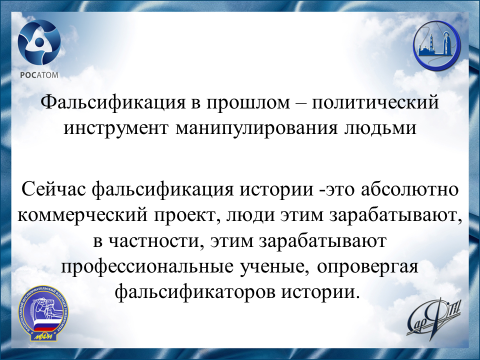 РОСАТОМ
Фальсификация в прошлом – политический
инструмент манипулирования людьми
Сейчас фальсификация истории -это абсолютно
коммерческий проект, люди этим зарабатывают,
в частности, этим зарабатывают
профессиональные ученые, опровергая
фальсификаторов истории.